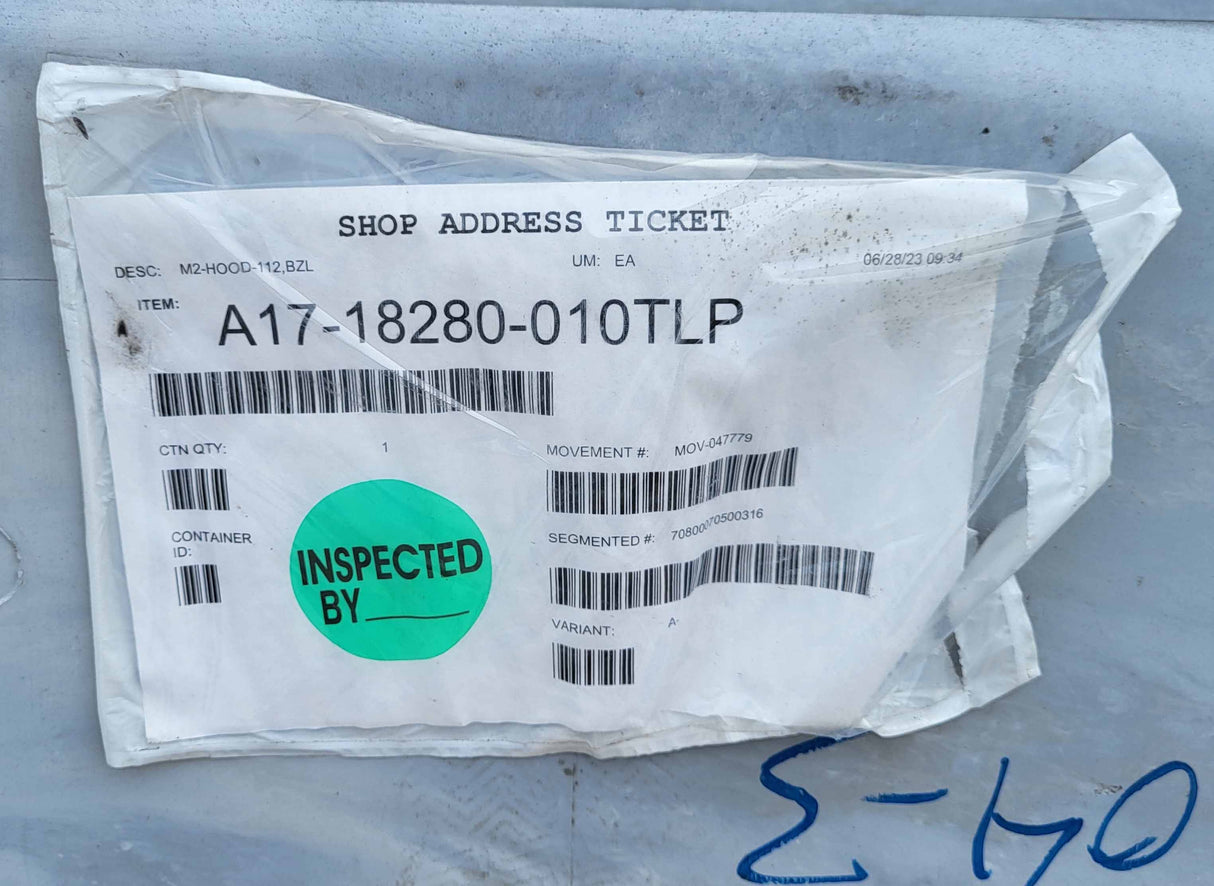 SHOP ADDRESS TICKET
DESC: M2-HOOD-112,BZL UM: EA 06/28/23 09:34
ITEM: A17-18280-010TLP
CTN QTY: 1
MOVEMENT #: MOV-047779
SEGMENTED #: 70800070500316
CONTAINER
ID:
INSPECTED
BY
VARIANT: A